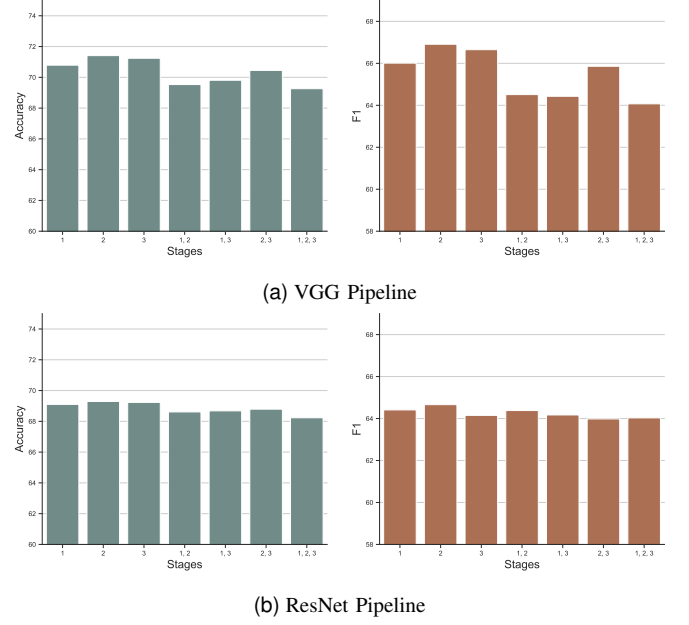 74
72
70
68
66
64
62
60
Accuracy
1 2 3 1, 2 1, 3 2, 3 1, 2, 3
Stages
68
66
64
62
60
58
F1
1 2 3 1, 2 1, 3 2, 3 1, 2, 3
Stages
(a) VGG Pipeline
74
72
70
68
66
64
62
60
Accuracy
1 2 3 1, 2 1, 3 2, 3 1, 2, 3
Stages
68
66
64
62
60
58
F1
1 2 3 1, 2 1, 3 2, 3 1, 2, 3
Stages
(b) ResNet Pipeline